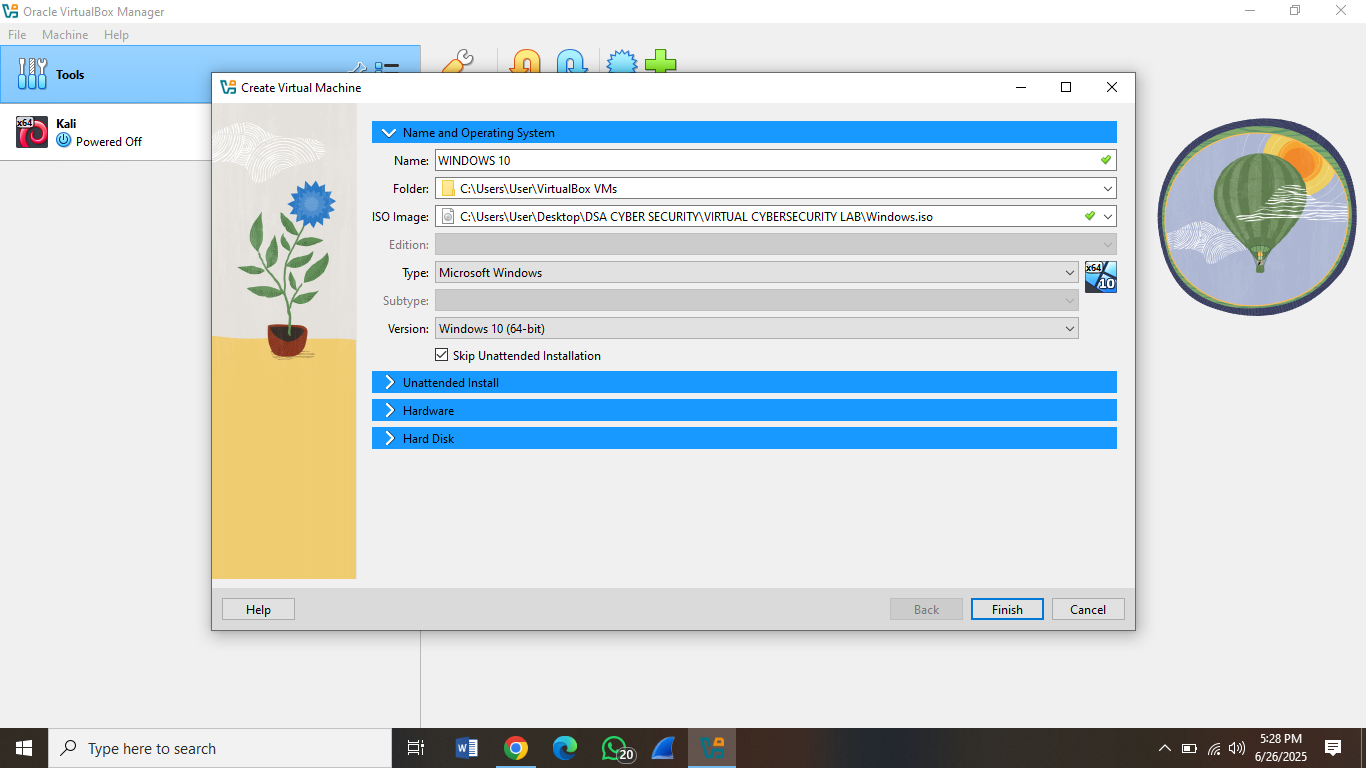 Oracle VirtualBox Manager
File Machine Help
Tools
x64
Kali
Powered Off
Create Virtual Machine
Name and Operating System
Name: WINDOWS 10
Folder: C:\Users\User\VirtualBox VMs
ISO Image: C:\Users\User\Desktop\DSA CYBER SECURITY\VIRTUAL CYBERSECURITY LAB\Windows.iso
Edition:
Type: Microsoft Windows
x64
10
Subtype:
Version: Windows 10 (64-bit)
Skip Unattended Installation
Unattended Install
Hardware
Hard Disk
Help Back Finish Cancel
Type here to search
W
20
5:28 PM
6/26/2025